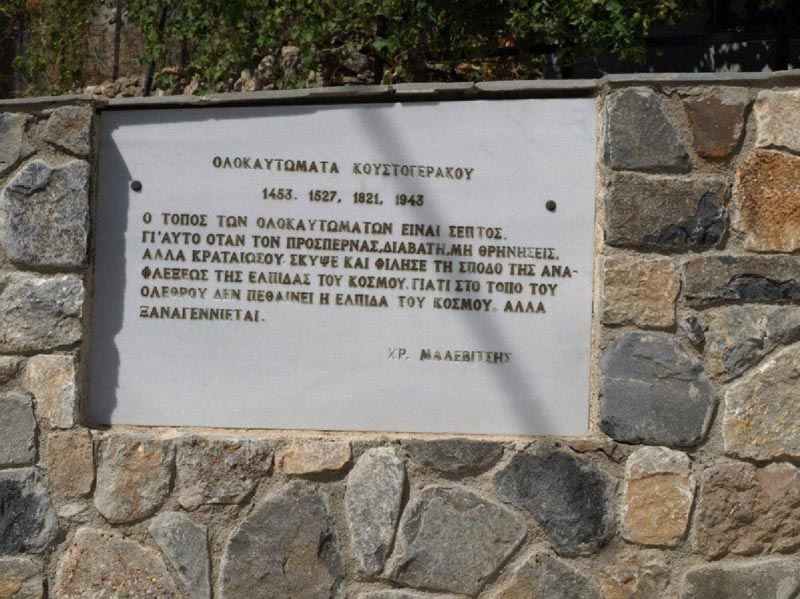 ΟΛΟΚΑΥΤΩΜΑΤΑ ΚΟΥΣΤΟΓΕΡΑΚΟΥ
1453. 1527, 1821, 1943
Ο ΤΟΠΟΣ ΤΩΝ ΟΛΟΚΑΥΤΩΜΑΤΩΝ ΕΙΝΑΙ ΣΕΠΤΟΣ.
ΓΙ'ΑΥΤΟ ΟΤΑΝ ΤΟΝ ΠΡΟΣΠΕΡΝΑΣ, ΔΙΑΒΑΤΗ, ΜΗ ΘΡΗΝΗΣΕΙΣ,
ΑΛΛΑ ΚΡΑΤΑΙΩΣΟΥ. ΣΚΥΨΕ ΚΑΙ ΦΙΛΗΣΕ ΤΗ ΣΠΟΔΟ ΤΗΣ ΑΝΑ-
ΦΛΕΞΕΩΣ ΤΗΣ ΕΛΠΙΔΑΣ ΤΟΥ ΚΟΣΜΟΥ. ΓΙΑΤΙ ΣΤΟ ΤΟΠΟ ΤΟΥ
ΟΛΕΘΡΟΥ ΔΕΝ ΠΕΘΑΙΝΕΙ Η ΕΛΠΙΔΑ ΤΟΥ ΚΟΣΜΟΥ. ΑΛΛΑ
ΞΑΝΑΓΕΝΝΙΕΤΑΙ.
ΧΡ. ΜΑΛΕΒΙΤΣΗΣ